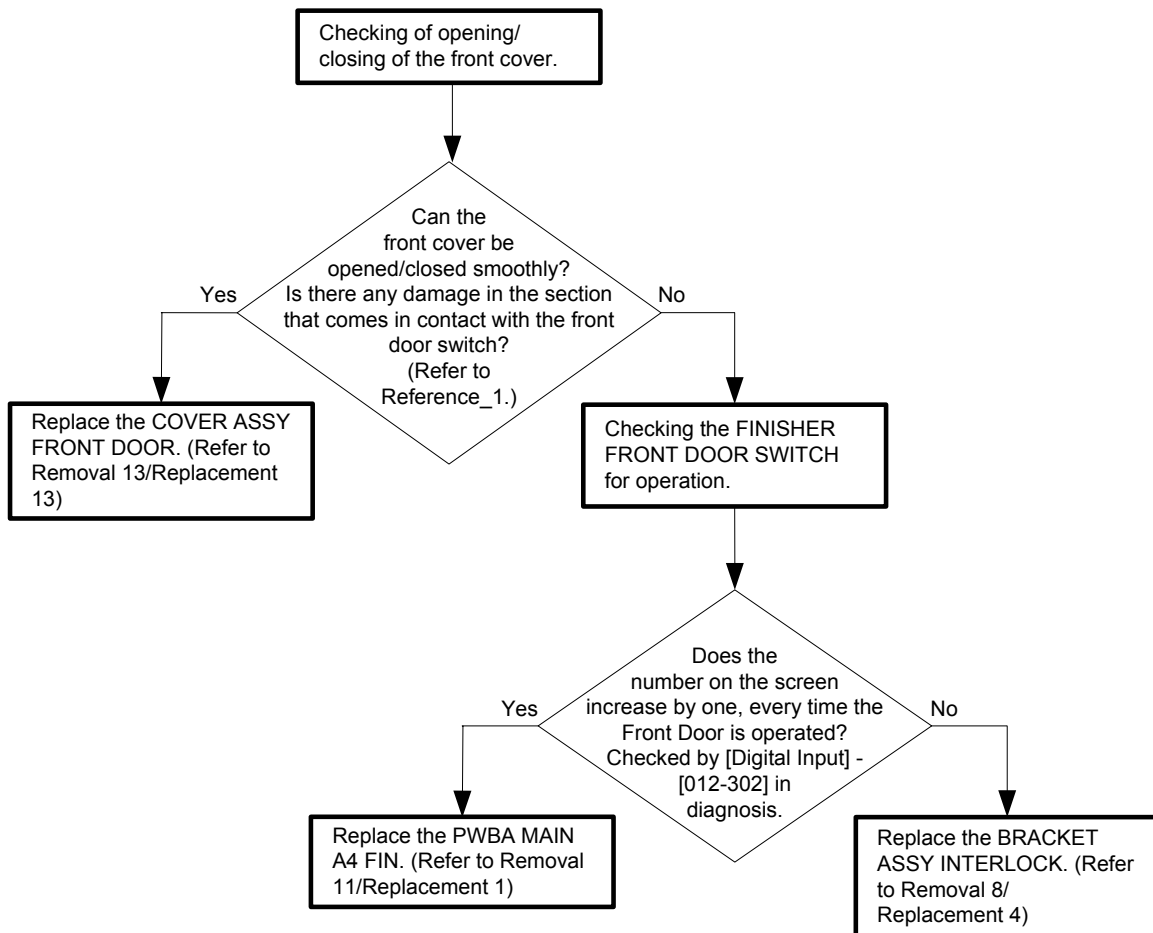 Checking of opening/
closing of the front cover.
Can the
front cover be
opened/closed smoothly?
Is there any damage in the section
that comes in contact with the front
door switch?
(Refer to
Reference_1.)
Yes
No
Replace the COVER ASSY
FRONT DOOR. (Refer to
Removal 13/Replacement
13)
Checking the FINISHER
FRONT DOOR SWITCH
for operation.
Does the
number on the screen
increase by one, every time the
Front Door is operated?
Checked by [Digital Input] -
[012-302] in
diagnosis.
Yes
No
Replace the PWBA MAIN
A4 FIN. (Refer to Removal
11/Replacement 1)
Replace the BRACKET
ASSY INTERLOCK. (Refer
to Removal 8/
Replacement 4)